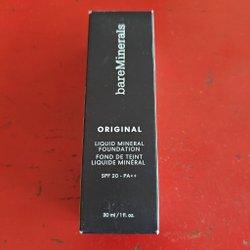 bareMinerals®
ORIGINAL
LIQUID MINERAL
FOUNDATION
FOND DE TEINT
LIQUIDE MINÉRAL
SPF 20 - PA++
30 ml / 1 fl. oz.